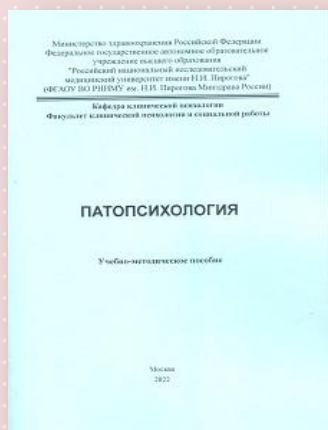 Министерство здравоохранения Российской Федерации
Федеральное государственное автономное образовательное
учреждение высшего образования
"Российский национальный исследовательский
медицинский университет имени Н.И. Пирогова"
(ФГАОУ ВО РНИМУ им. Н.И. Пирогова Минздрава России)
Кафедра клинической психологии
Факультет клинической психологии и социальной работы
ПАТОПСИХОЛОГИЯ
Учебно-методическое пособие
Москва
2022